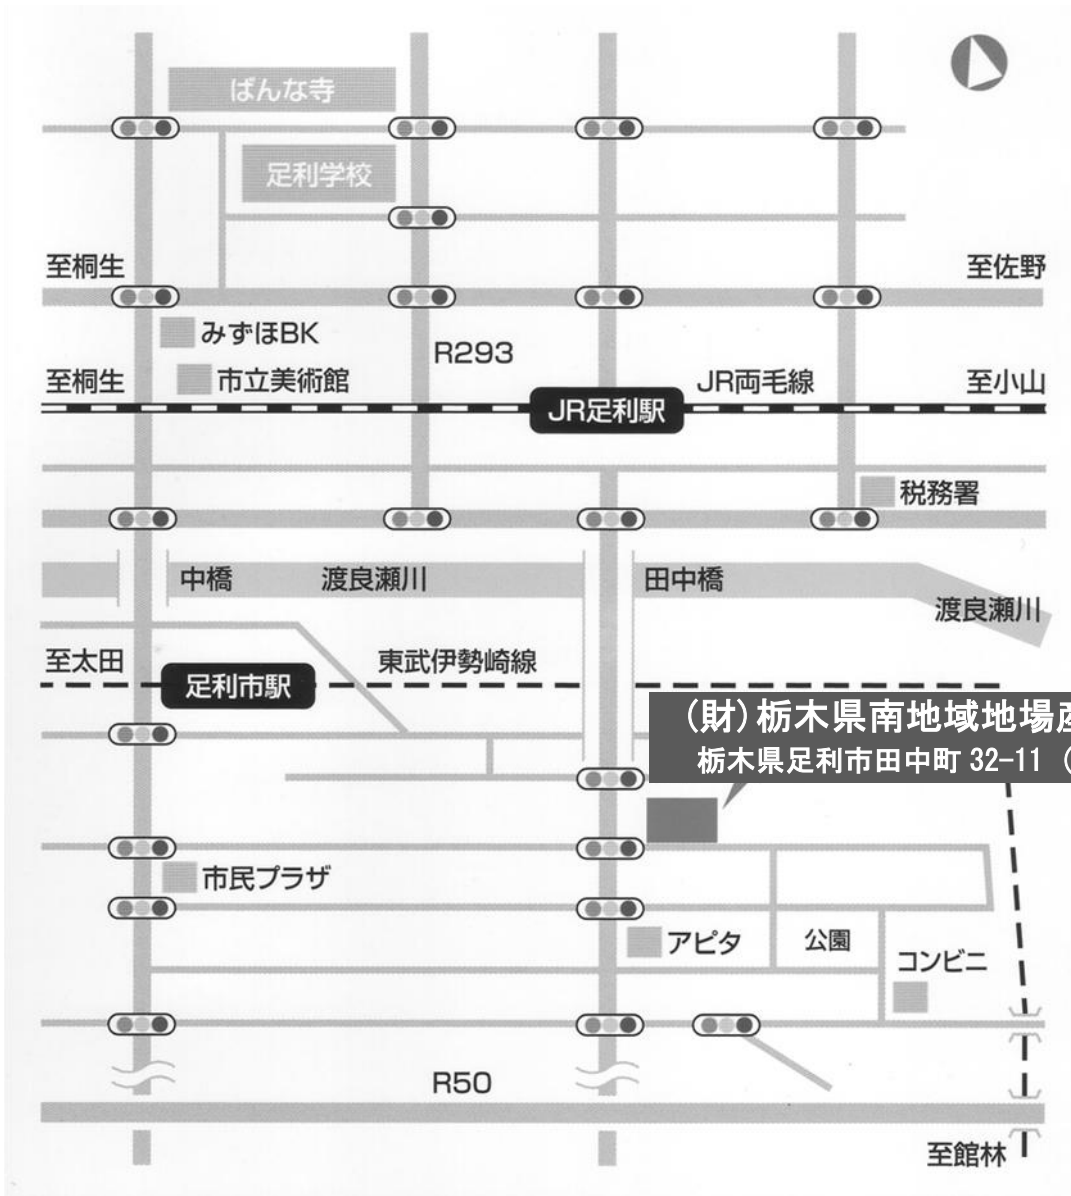 ばんな寺
足利学校
至桐生
至佐野
みずほBK
R293
至桐生
市立美術館
JR両毛線
至小山
JR足利駅
税務署
中橋
渡良瀬川
田中橋
渡良瀬川
至太田
足利市駅
東武伊勢崎線
(財)栃木県南地域地場産
栃木県足利市田中町 32-11 (
市民プラザ
アピタ
公園
コンビニ
R50
至館林